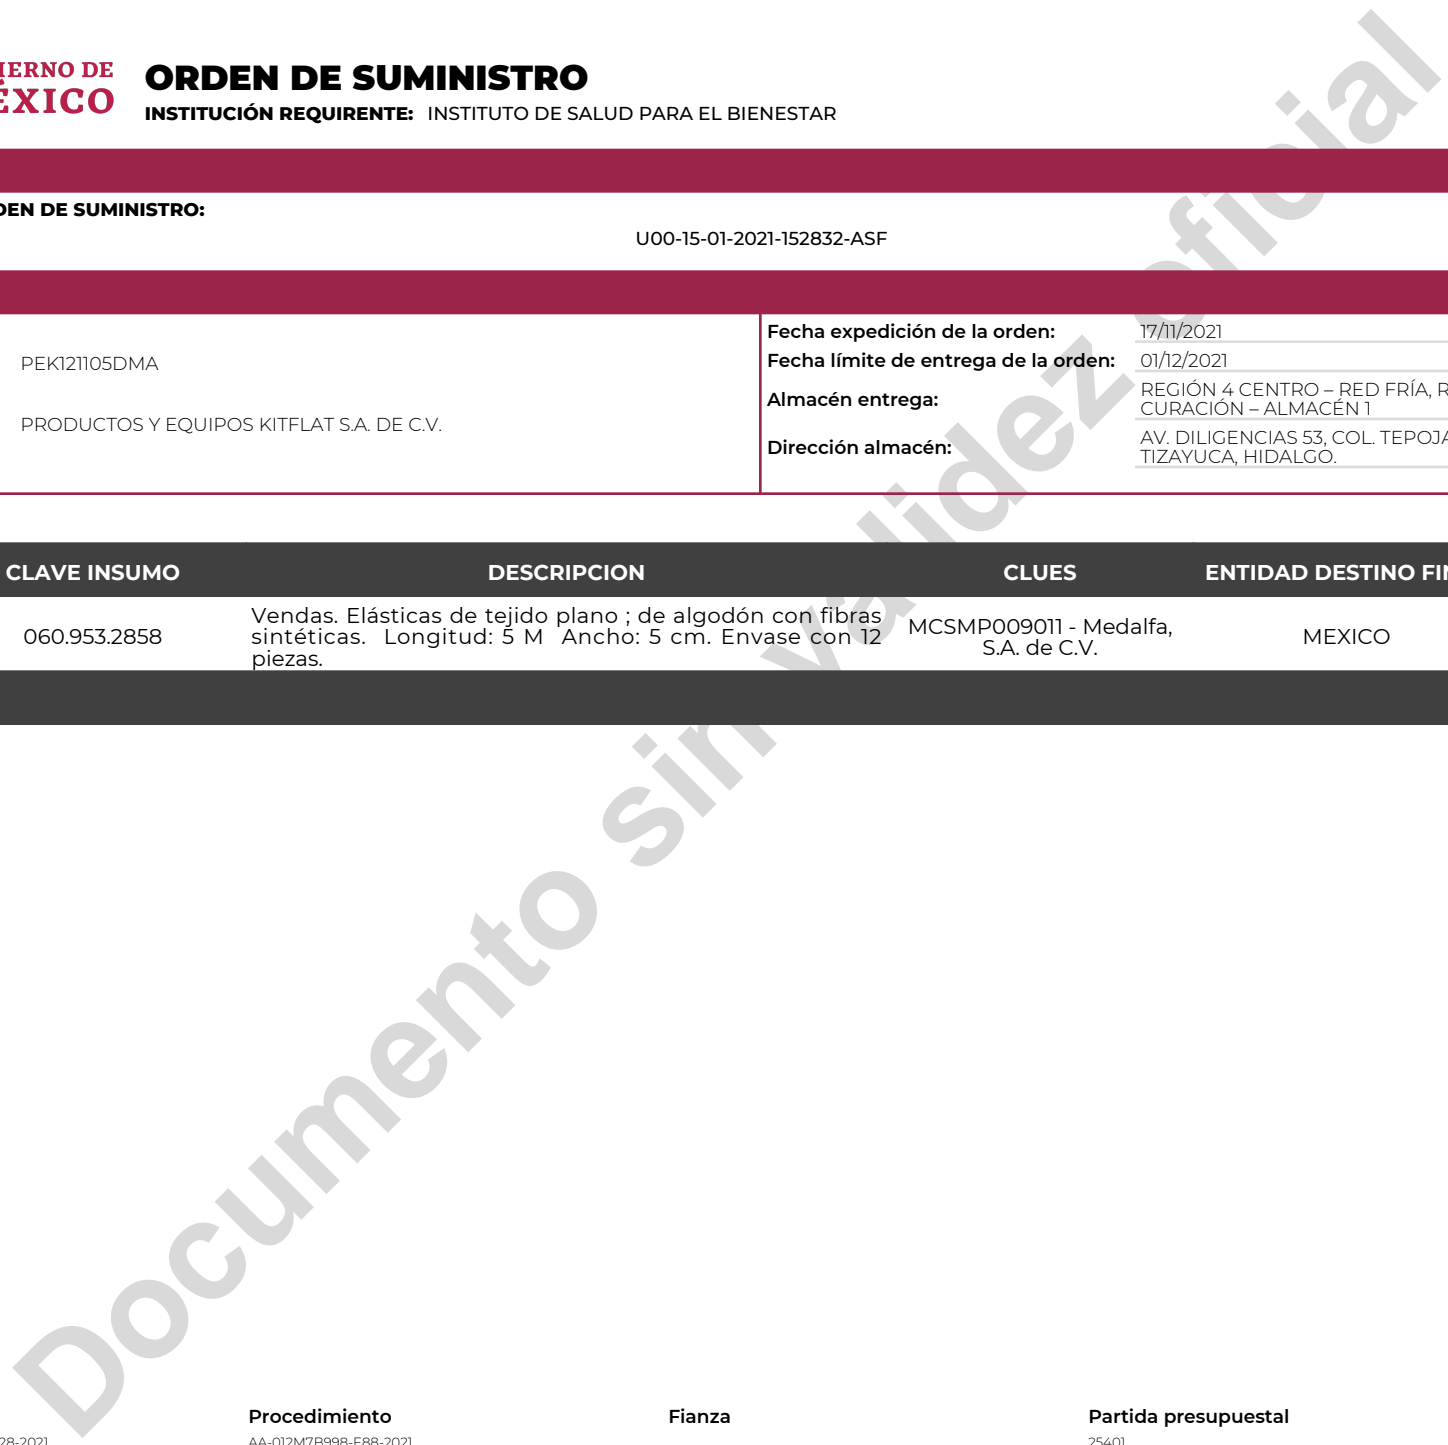 ORDEN DE SUMINISTRO
INSTITUCIÓN REQUIRENTE: INSTITUTO DE SALUD PARA EL BIENESTAR
DE
DE SUMINISTRO:
U00-15-01-2021-152832-ASF
PEK121105DMA
PRODUCTOS Y EQUIPOS KITFLAT S.A. DE C.V.
Fecha expedición de la orden: 17/11/2021
Fecha límite de entrega de la orden: 01/12/2021
Almacén entrega:
REGIÓN 4 CENTRO – RED FRÍA,
CURACIÓN – ALMACÉN 1
Dirección almacén:
AV. DILIGENCIAS 53, COL.
TIZAYUCA, HIDALGO.
CLAVE INSUMO DESCRIPCION CLUES ENTIDAD DESTINO
060.953.2858
Vendas. Elásticas de tejido plano ; de algodón con fibras
sintéticas. Longitud: 5 M Ancho: 5 cm. Envase con 12
piezas.
MCSMP009011 - Medalfa,
S.A. de C.V.
MEXICO
Documento sin validez oficial
Procedimiento Fianza Partida presupuestal
AA-012M7B998-E88-2021 25401